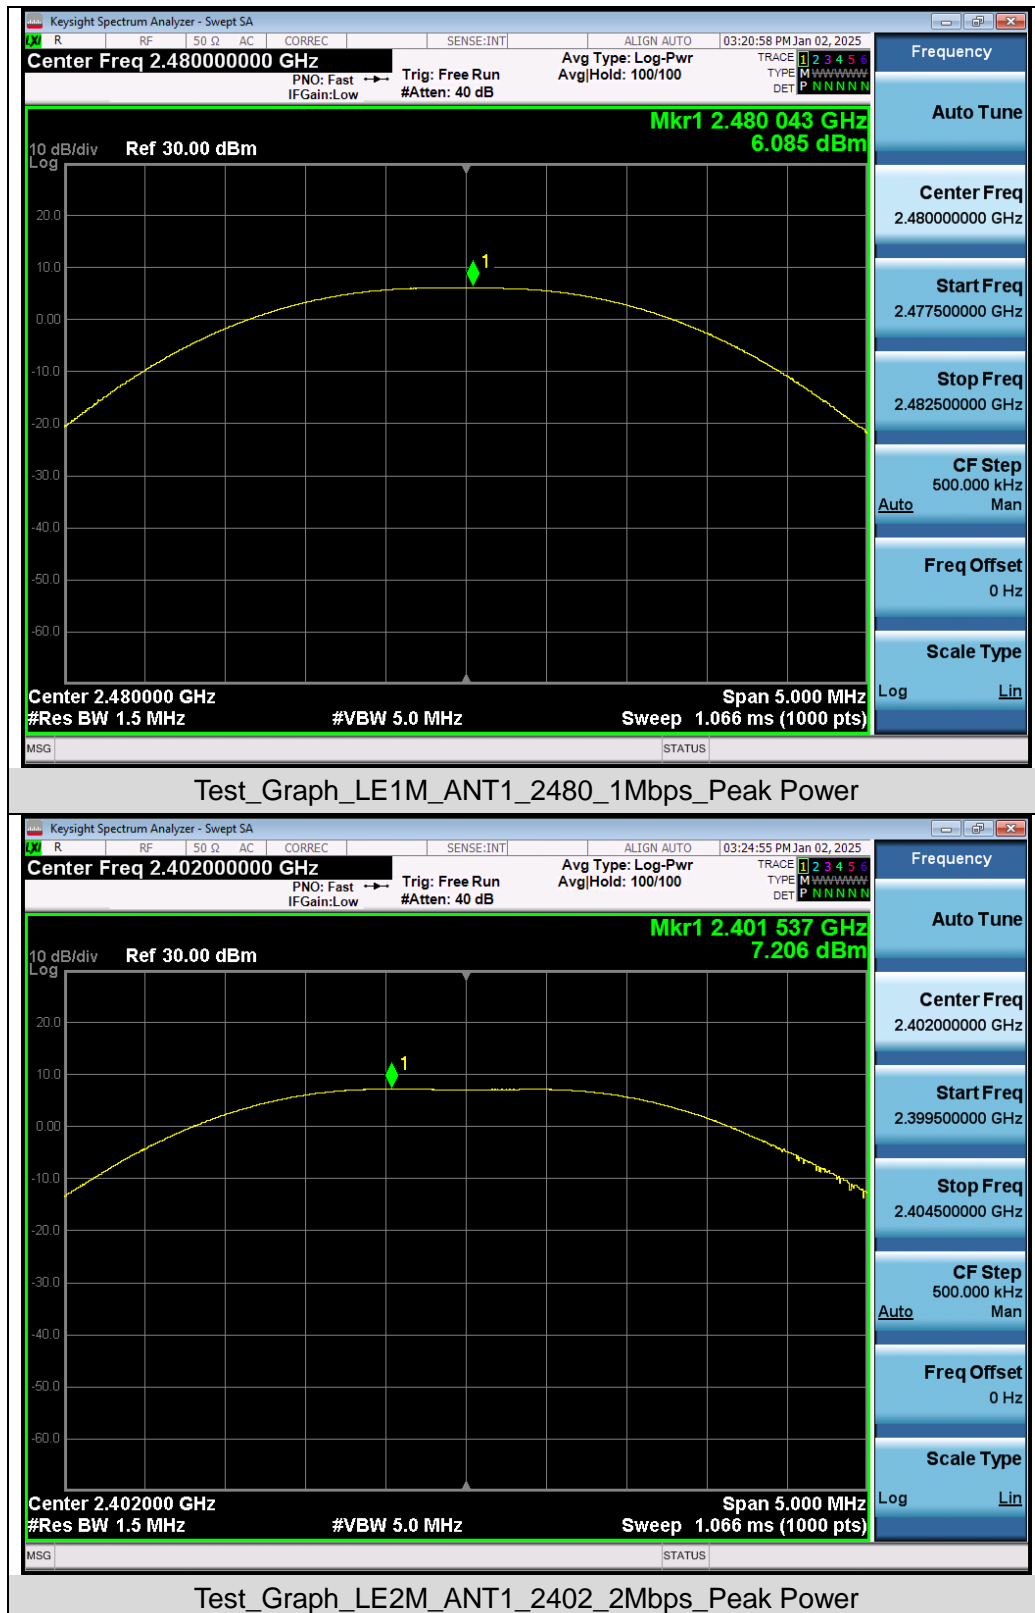 Keysight Spectrum Analyzer - Swept SA
LXI R RF 50 Ω AC CORREC SENSE:INT ALIGN AUTO 03:20:58 PM Jan 02, 2025
Center Freq 2.480000000 GHz
PNO: Fast
IFGain:Low
Trig: Free Run
#Atten: 40 dB
Avg Type: Log-Pwr
Avg|Hold: 100/100
TRACE 1 2 3 4 5 6
TYPE M WWWWW
DET P N N N N N
Mkr1 2.480 043 GHz
6.085 dBm
10 dB/div Ref 30.00 dBm
Log
20.0
10.0
0.00
-10.0
-20.0
-30.0
-40.0
-50.0
-60.0
1
Center 2.480000 GHz Span 5.000 MHz
#Res BW 1.5 MHz #VBW 5.0 MHz Sweep 1.066 ms (1000 pts)
MSG STATUS
Frequency
Auto Tune
Center Freq
2.480000000 GHz
Start Freq
2.477500000 GHz
Stop Freq
2.482500000 GHz
CF Step
500.000 kHz
Auto Man
Freq Offset
0 Hz
Scale Type
Log Lin
Test_Graph_LE1M_ANT1_2480_1Mbps_Peak Power
Keysight Spectrum Analyzer - Swept SA
LXI R RF 50 Ω AC CORREC SENSE:INT ALIGN AUTO 03:24:55 PM Jan 02, 2025
Center Freq 2.402000000 GHz
PNO: Fast
IFGain:Low
Trig: Free Run
#Atten: 40 dB
Avg Type: Log-Pwr
Avg|Hold: 100/100
TRACE 1 2 3 4 5 6
TYPE M WWWWW
DET P N N N N N
Mkr1 2.401 537 GHz
7.206 dBm
10 dB/div Ref 30.00 dBm
Log
20.0
10.0
0.00
-10.0
-20.0
-30.0
-40.0
-50.0
-60.0
1
Center 2.402000 GHz Span 5.000 MHz
#Res BW 1.5 MHz #VBW 5.0 MHz Sweep 1.066 ms (1000 pts)
MSG STATUS
Frequency
Auto Tune
Center Freq
2.402000000 GHz
Start Freq
2.399500000 GHz
Stop Freq
2.404500000 GHz
CF Step
500.000 kHz
Auto Man
Freq Offset
0 Hz
Scale Type
Log Lin
Test_Graph_LE2M_ANT1_2402_2Mbps_Peak Power